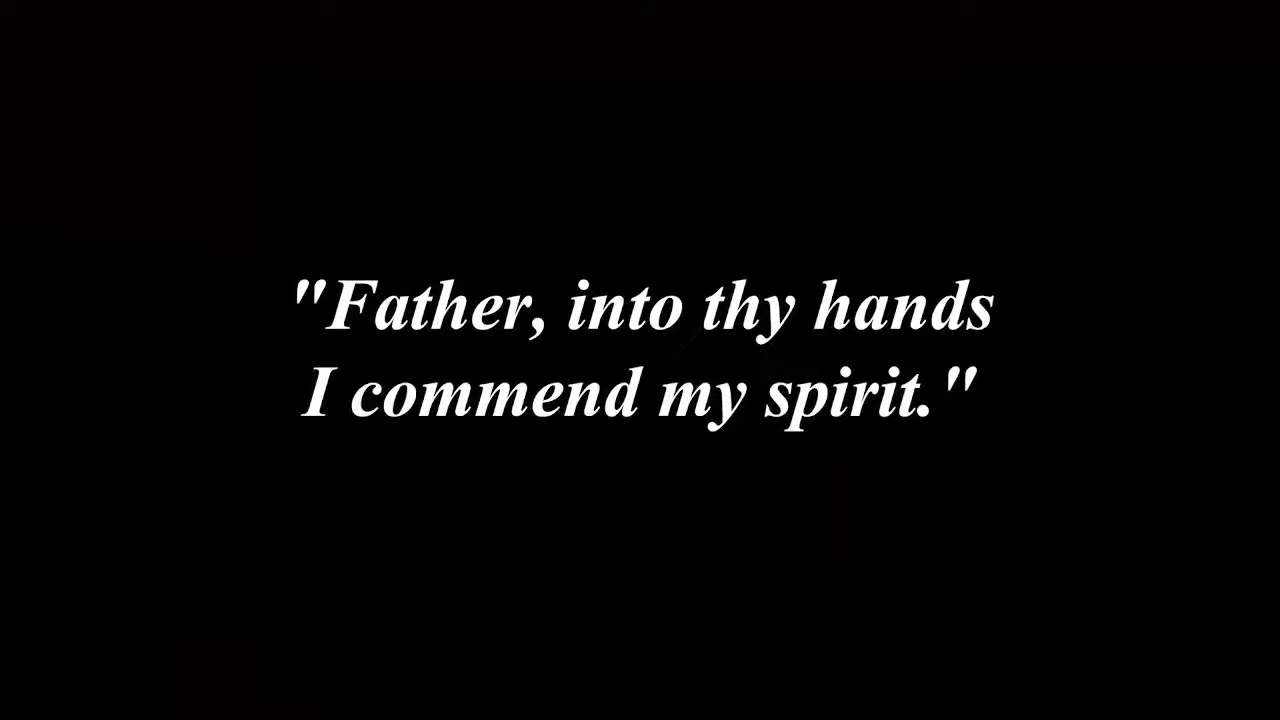 "Father, into thy hands
I commend my spirit."